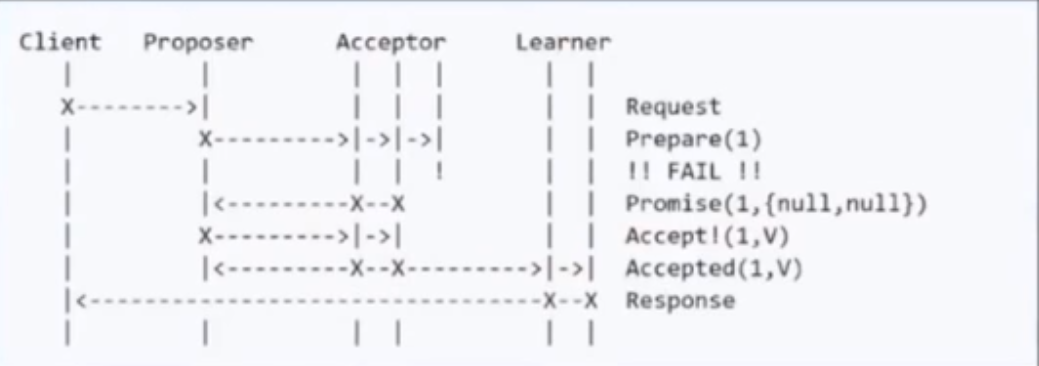 Client Proposer Acceptor Learner
| | | | | | |
X-------->| | | | | | Request
| X--------->|->|->| | | Prepare(1)
| | | | ! | | !! FAIL !!
| |<---------X--X | | Promise(1,{null,null})
| X--------->|->| | | Accept!(1,V)
| |<---------X--X--------->|->| Accepted(1,V)
|<---------------------------------X--X Response
| | | | | |